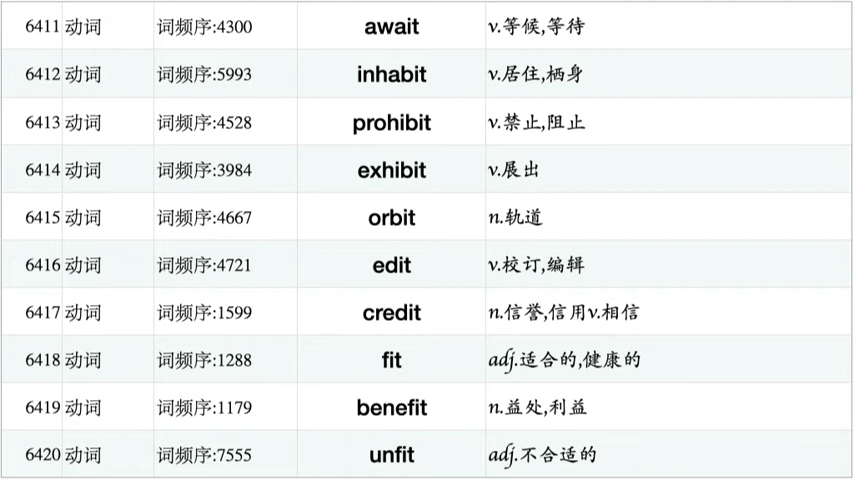 6411 动词 词频序:4300 await v.等候,等待
6412 动词 词频序:5993 inhabit v.居住,栖身
6413 动词 词频序:4528 prohibit v.禁止,阻止
6414 动词 词频序:3984 exhibit v.展出
6415 动词 词频序:4667 orbit n.轨道
6416 动词 词频序:4721 edit v.校订,编辑
6417 动词 词频序:1599 credit n.信誉,信用v.相信
6418 动词 词频序:1288 fit adj.适合的,健康的
6419 动词 词频序:1179 benefit n.益处,利益
6420 动词 词频序:7555 unfit adj.不合适的